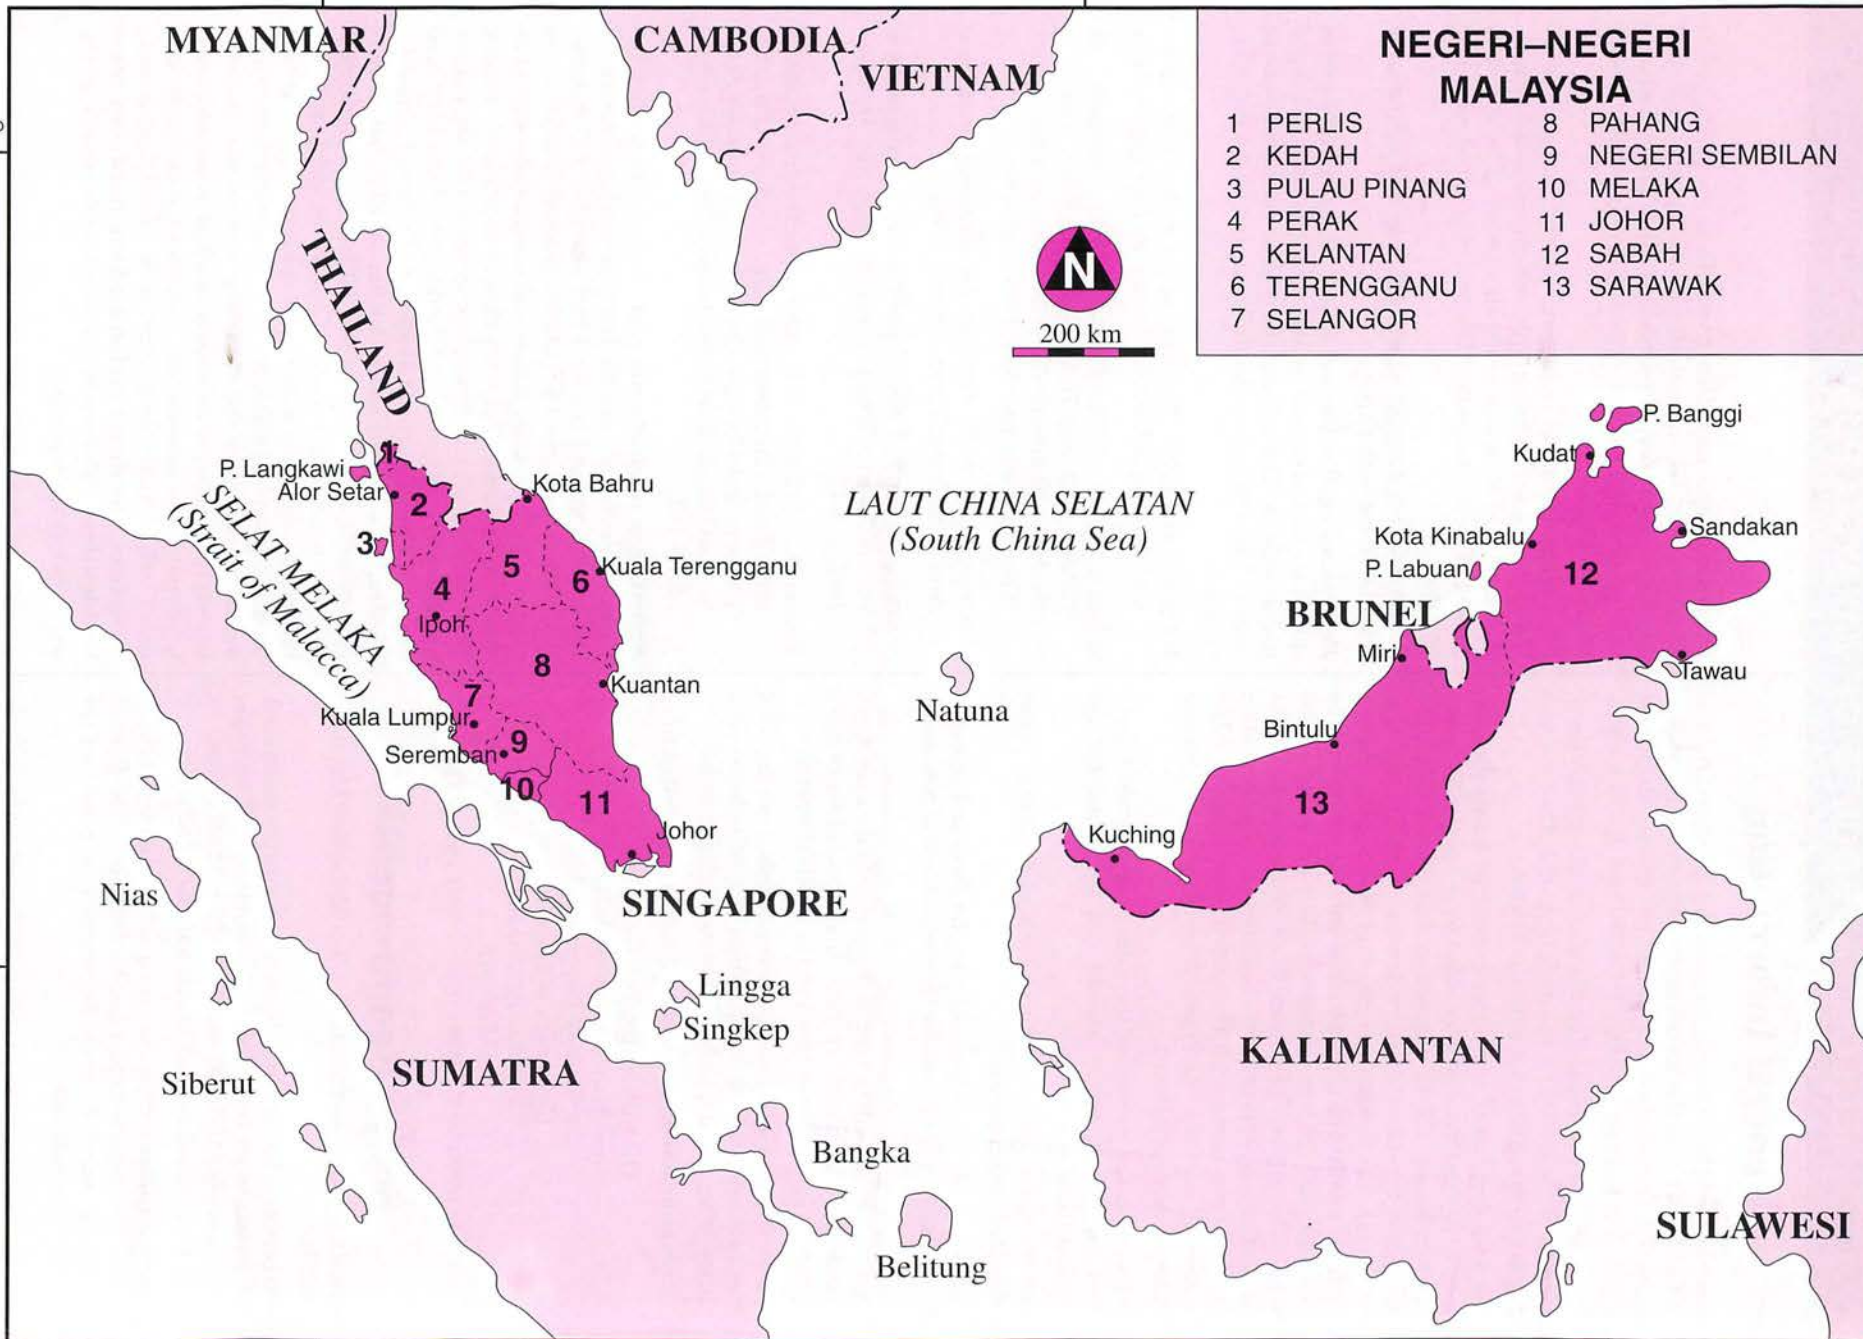 MYANMAR
CAMBODIA
VIETNAM
NEGERI–NEGERI
MALAYSIA
1 PERLIS
2 KEDAH
3 PULAU PINANG
4 PERAK
5 KELANTAN
6 TERENGGANU
7 SELANGOR
8 PAHANG
9 NEGERI SEMBILAN
10 MELAKA
11 JOHOR
12 SABAH
13 SARAWAK
N
200 km
THAILAND
1
P. Langkawi
Alor Setar
2
Kota Bahru
3
SELAT MELAKA
(Strait of Malacca)
4
5
6
Kuala Terengganu
Ipoh
8
7
Kuantan
Kuala Lumpur
9
Seremban
10
11
Johor
SINGAPORE
LAUT CHINA SELATAN
(South China Sea)
Natuna
P. Banggi
Kudat
Sandakan
Kota Kinabalu
P. Labuan
12
BRUNEI
Miri
Tawau
Bintulu
13
Kuching
Nias
Lingga
Singkep
Siberut
SUMATRA
KALIMANTAN
Bangka
Belitung
SULAWESI